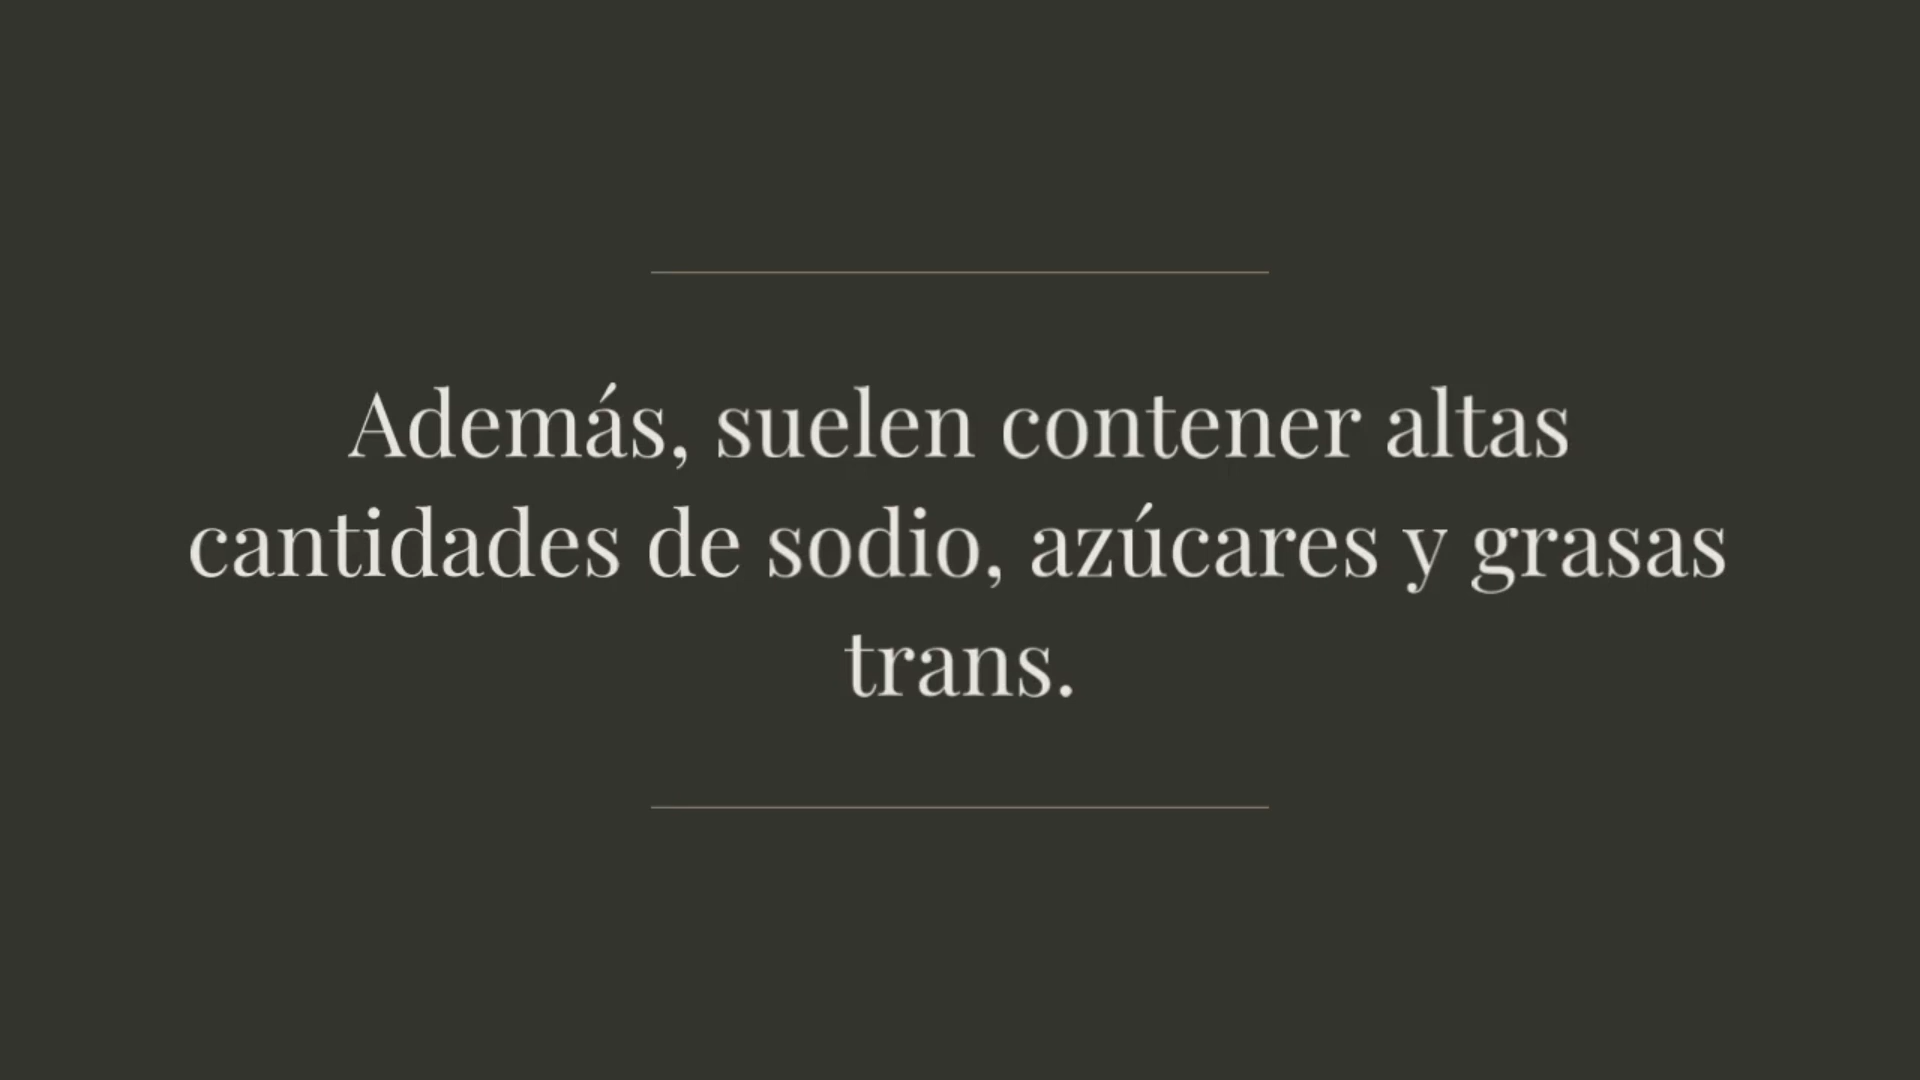 Además, suelen contener altas
cantidades de sodio, azúcares y grasas
trans.